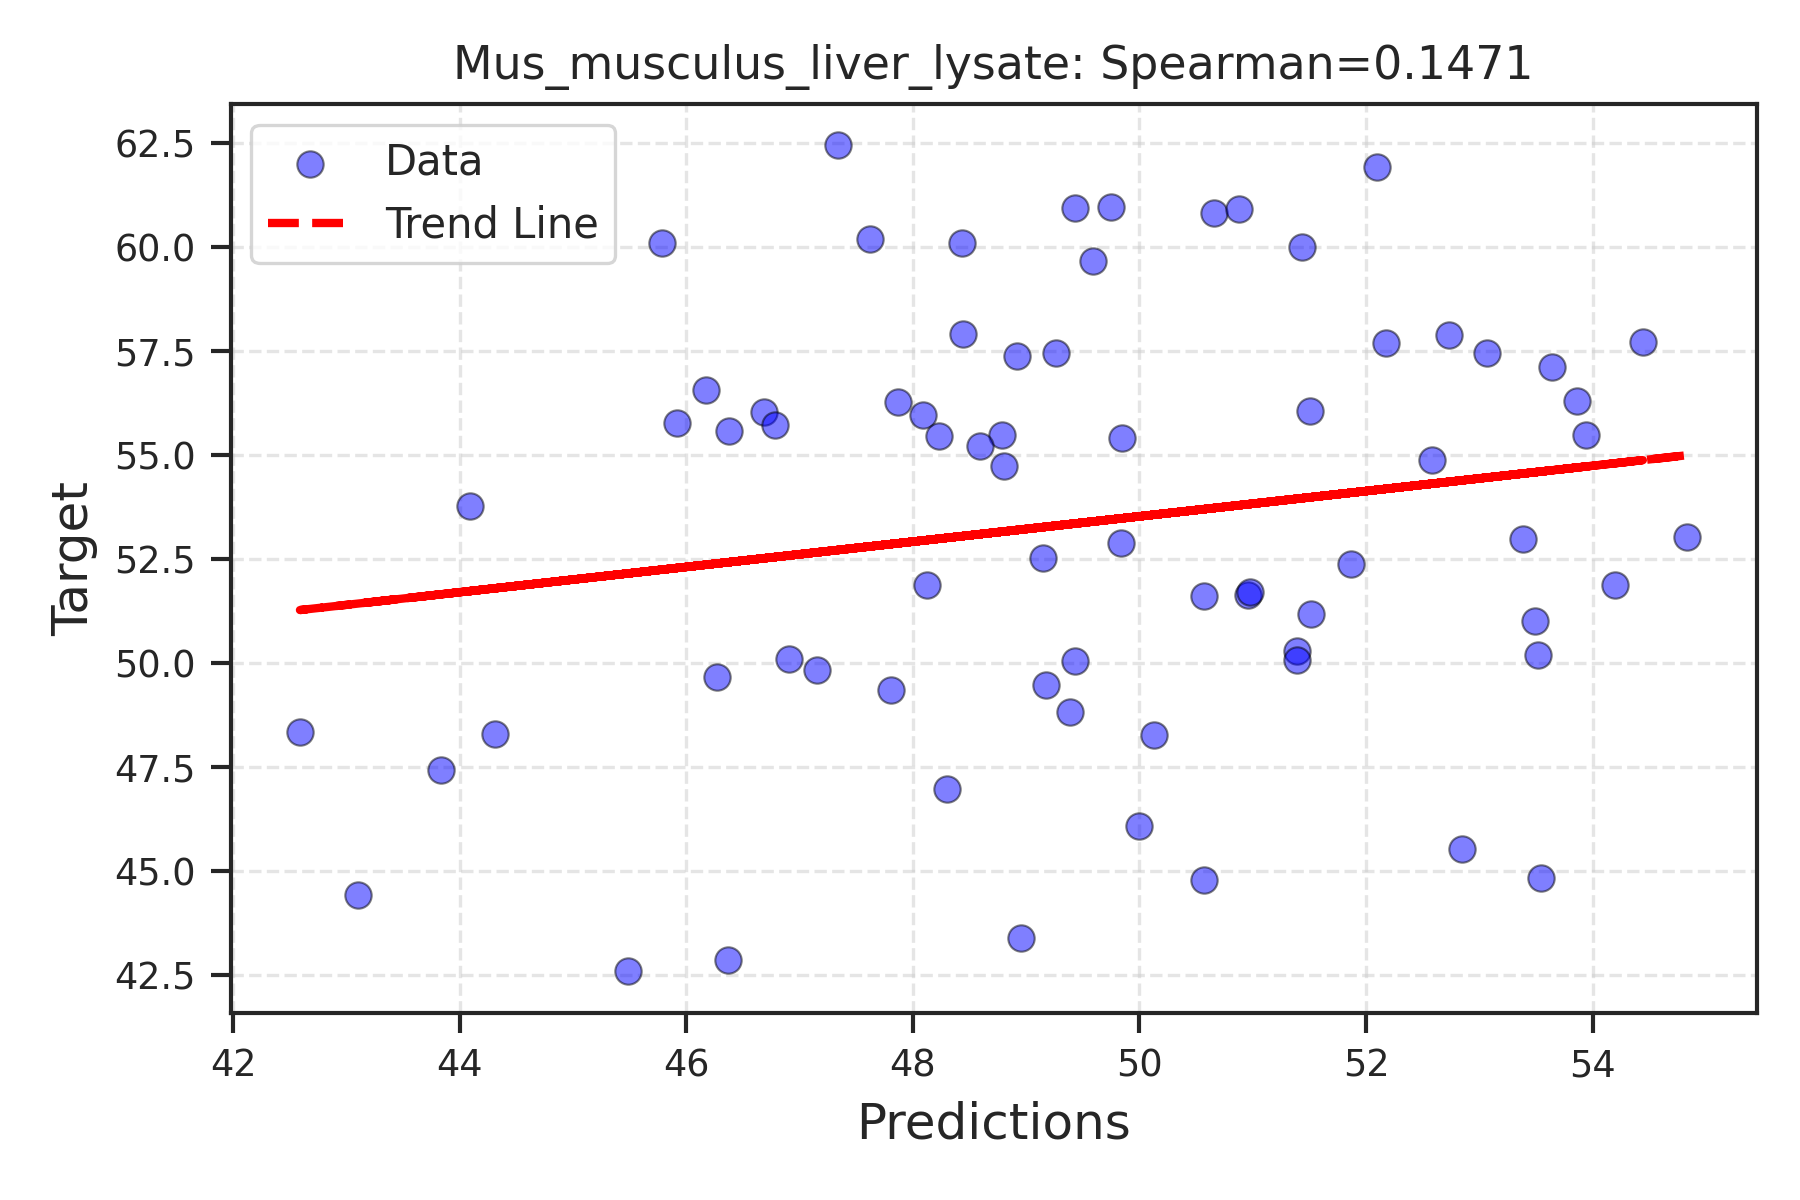 Mus_musculus_liver_lysate: Spearman=0.1471
Data
Trend Line
62.5
60.0
57.5
55.0
52.5
50.0
47.5
45.0
42.5
Target
42 44 46 48 50 52 54
Predictions